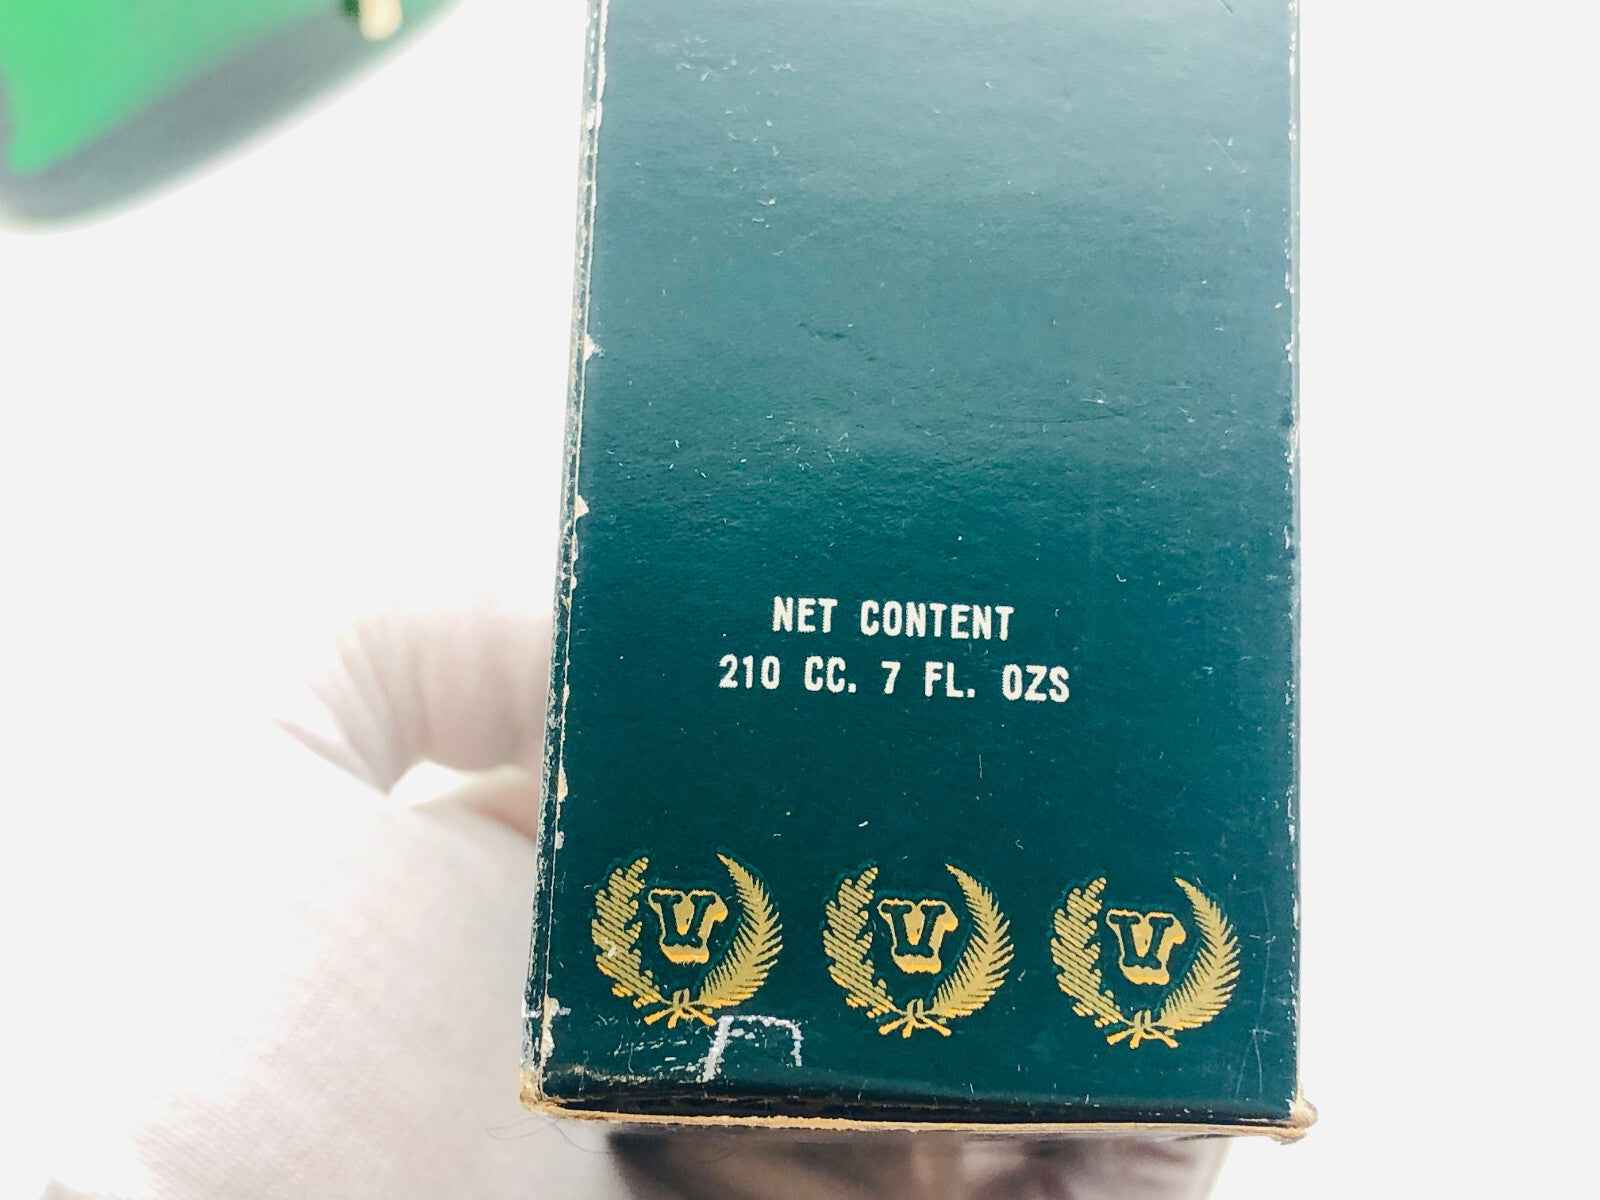 NET CONTENT
210 CC. 7 FL. OZS
V V V